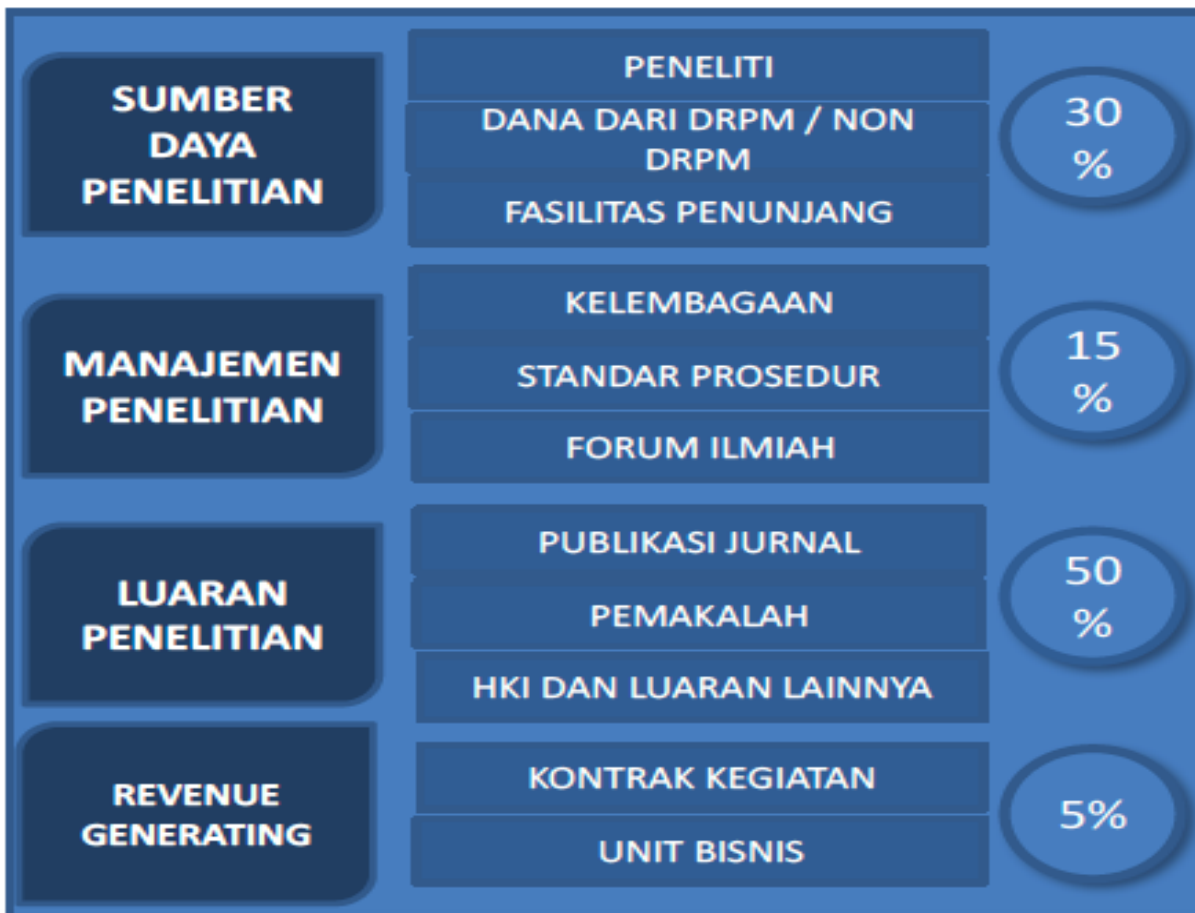 SUMBER
DAYA
PENELITIAN
PENELITI
DANA DARI DRPM / NON
DRPM
FASILITAS PENUNJANG
30
%
MANAJEMEN
PENELITIAN
KELEMBAGAAN
STANDAR PROSEDUR
FORUM ILMIAH
15
%
LUARAN
PENELITIAN
PUBLIKASI JURNAL
PEMAKALAH
HKI DAN LUARAN LAINNYA
50
%
REVENUE
GENERATING
KONTRAK KEGIATAN
UNIT BISNIS
5%